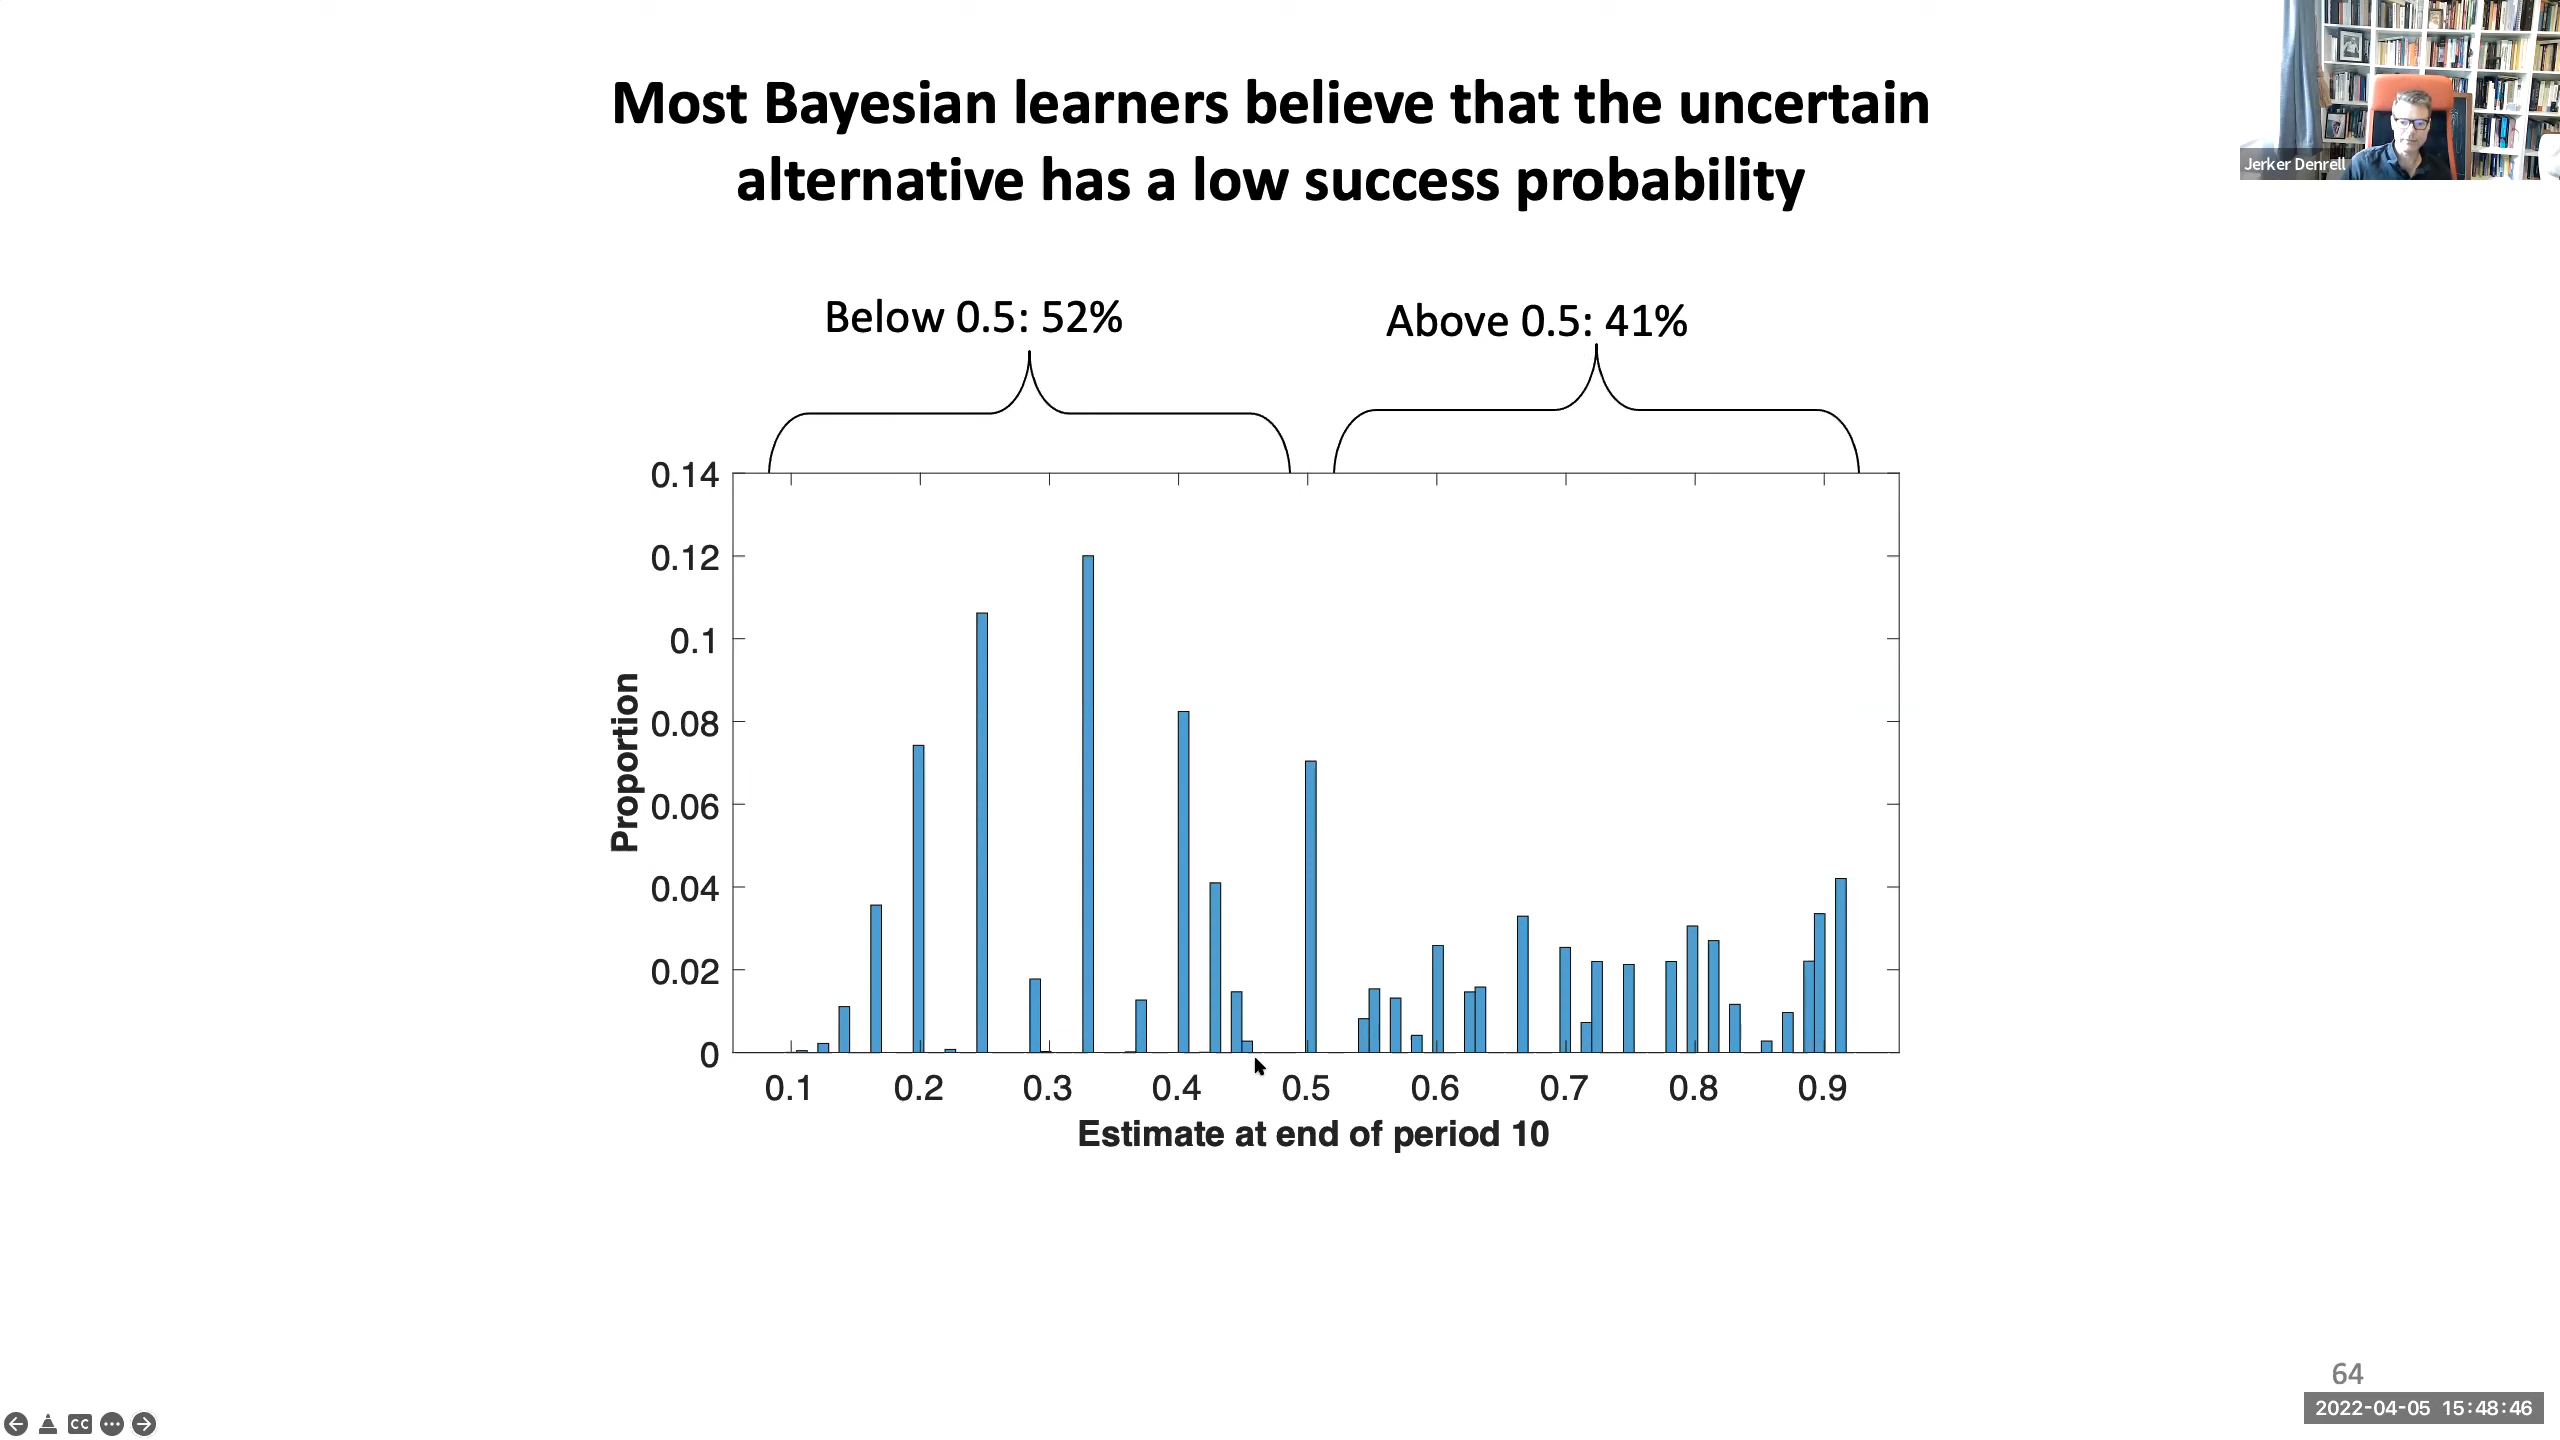 Most Bayesian learners believe that the uncertain
alternative has a low success probability
Jerker Denrell
Below 0.5: 52%
Above 0.5: 41%
0.14
0.12
0.1
0.08
0.06
0.04
0.02
0
Proportion
0.1 0.2 0.3 0.4 0.5 0.6 0.7 0.8 0.9
Estimate at end of period 10
64
2022-04-05 15:48:46
CC